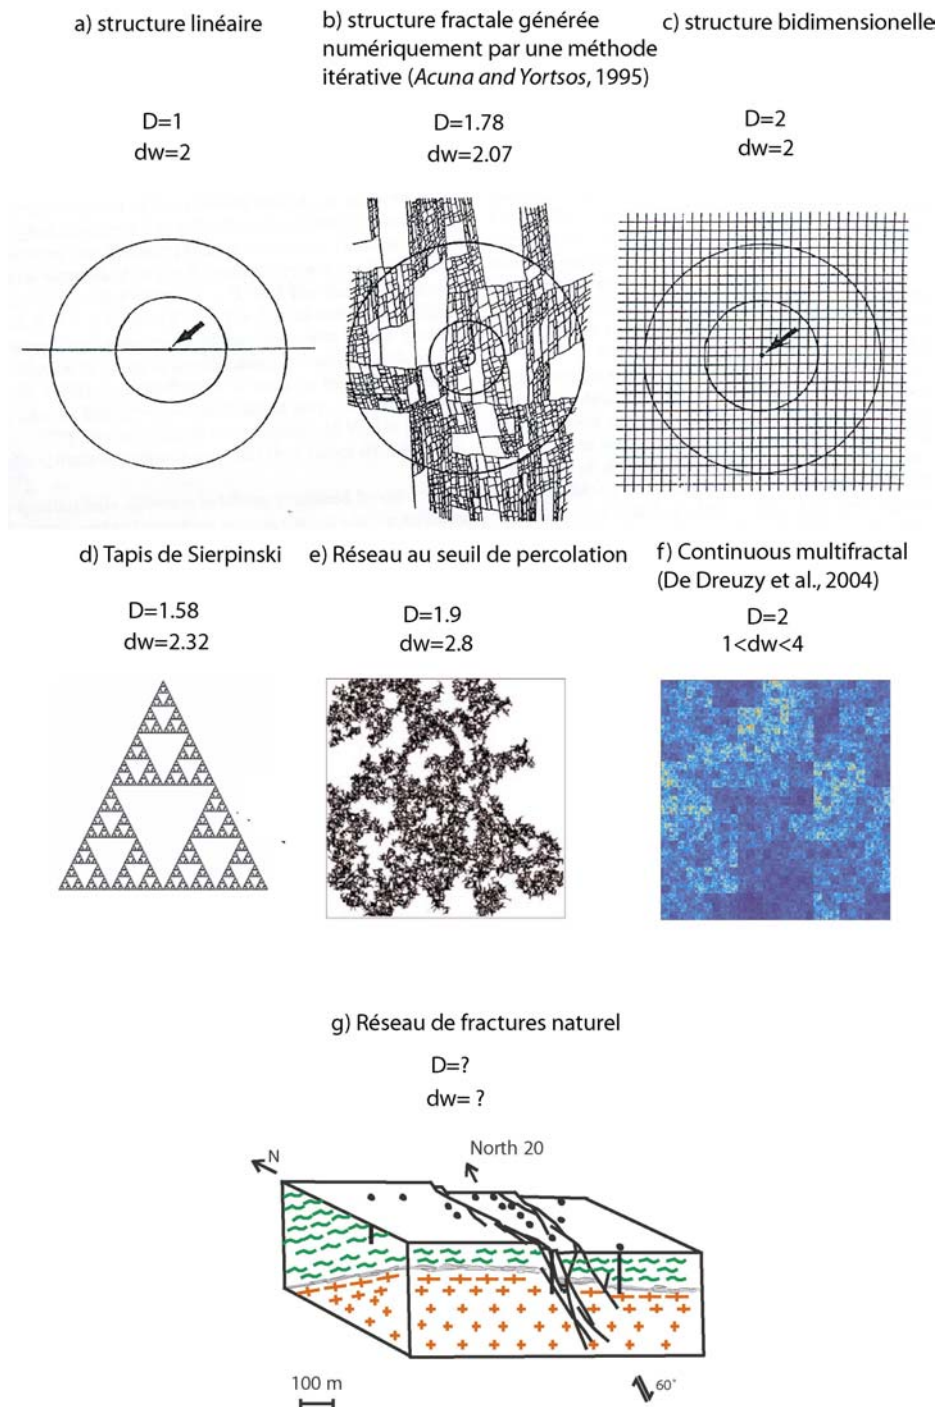 a) structure linéaire
D=1
dw=2
b) structure fractale générée
numériquement par une méthode
itérative (Acuna and Yortsos, 1995)
D=1.78
dw=2.07
c) structure bidimensionelle
D=2
dw=2
d) Tapis de Sierpinski
D=1.58
dw=2.32
e) Réseau au seuil de percolation
D=1.9
dw=2.8
f) Continuous multifractal
(De Dreuzy et al., 2004)
D=2
1<dw<4
g) Réseau de fractures naturel
D=?
dw= ?
N
North 20
100 m
60°